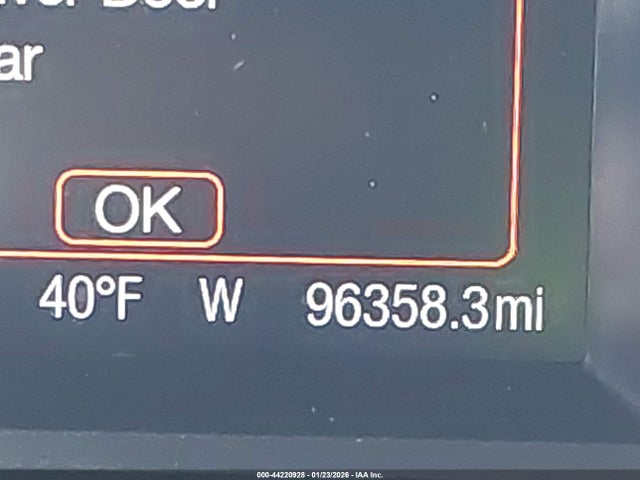 ar
OK
40°F W 96358.3mi
000-44220928 - 01/23/2026 - IAA Inc.